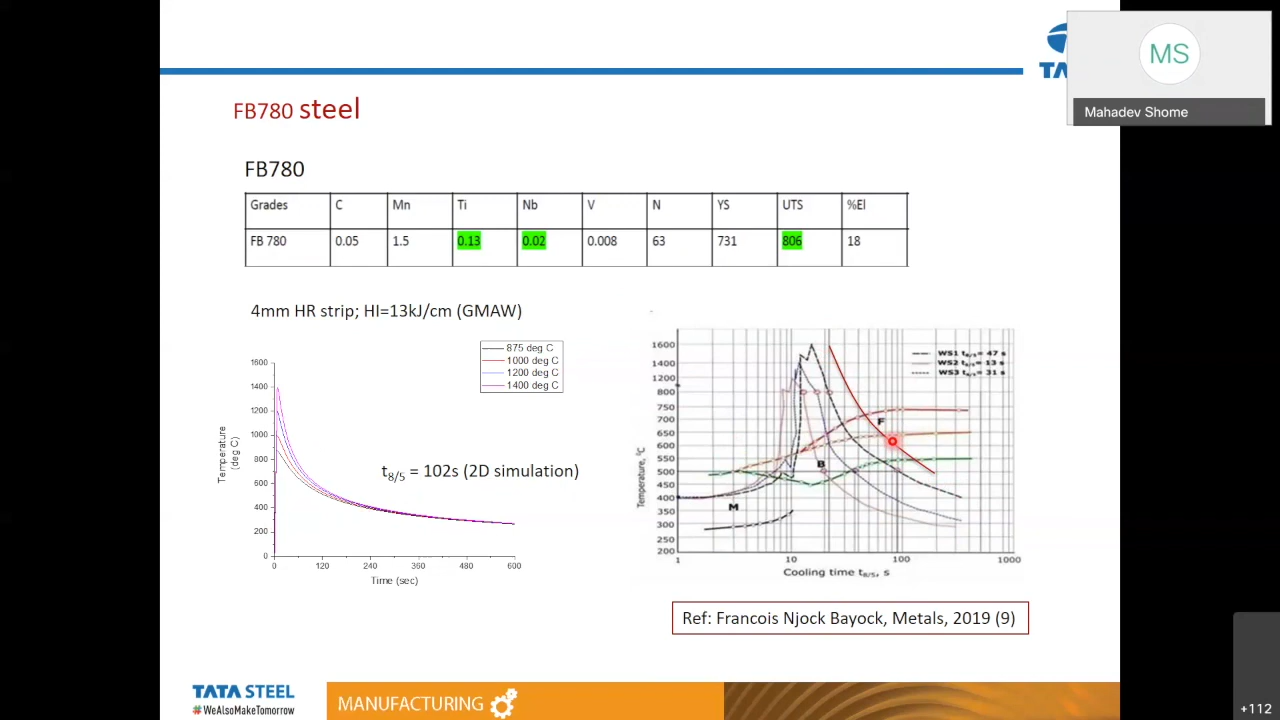 TA
MS
Mahadev Shome
FB780 steel
FB780
Grades C Mn Ti Nb V N YS UTS %El
FB 780 0.05 1.5 0.13 0.02 0.008 63 731 806 18
4mm HR strip; HI=13kJ/cm (GMAW)
875 deg C
1000 deg C
1200 deg C
1400 deg C
1600
1400
1200
1000
800
600
400
200
0
Temperature
(deg C)
0 120 240 360 480 600
Time (sec)
t8/5 = 102s (2D simulation)
WS1 t8/5= 47 s
WS2 t8/5= 13 s
WS3 t8/5= 31 s
1600
1400
1200
800
750
700
650
600
550
500
450
400
350
300
250
200
Temperature, °C
F
B
M
1 10 100 1000
Cooling time t8/5, s
Ref: Francois Njock Bayock, Metals, 2019 (9)
TATA STEEL
#WeAlsoMakeTomorrow
MANUFACTURING
+112